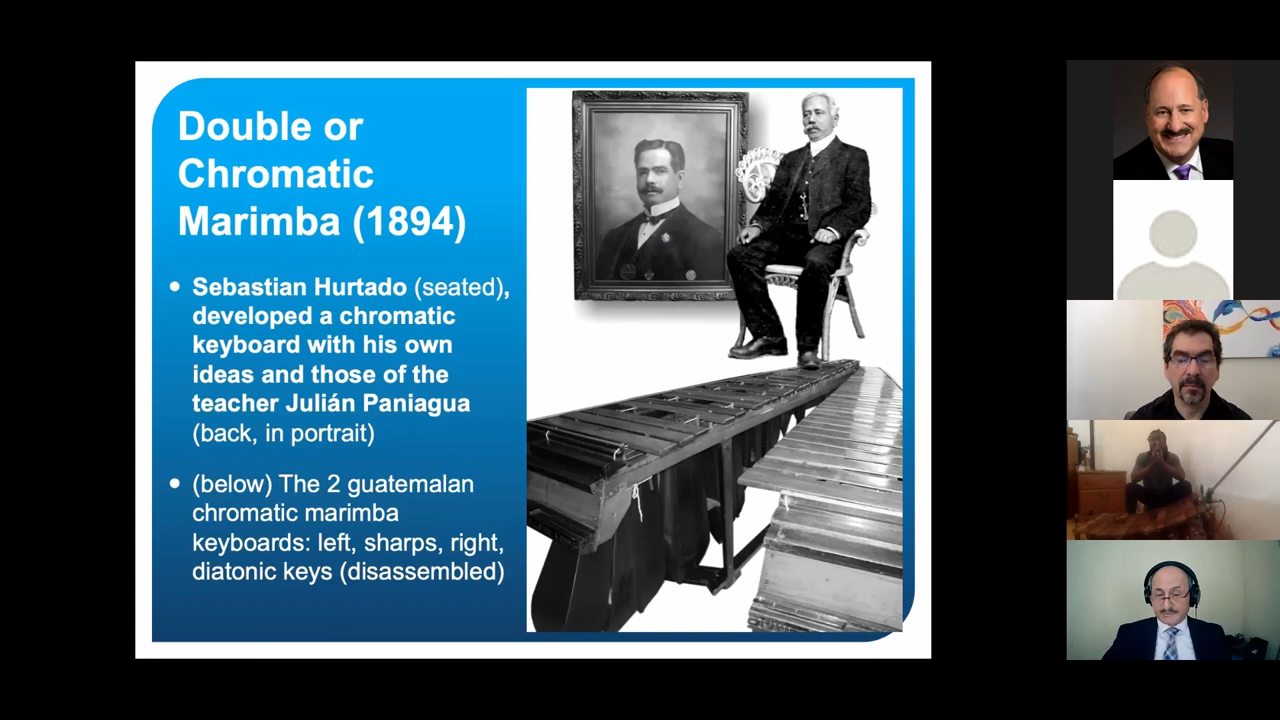 Double or
Chromatic
Marimba (1894)
• Sebastian Hurtado (seated),
developed a chromatic
keyboard with his own
ideas and those of the
teacher Julián Paniagua
(back, in portrait)
• (below) The 2 guatemalan
chromatic marimba
keyboards: left, sharps, right,
diatonic keys (disassembled)